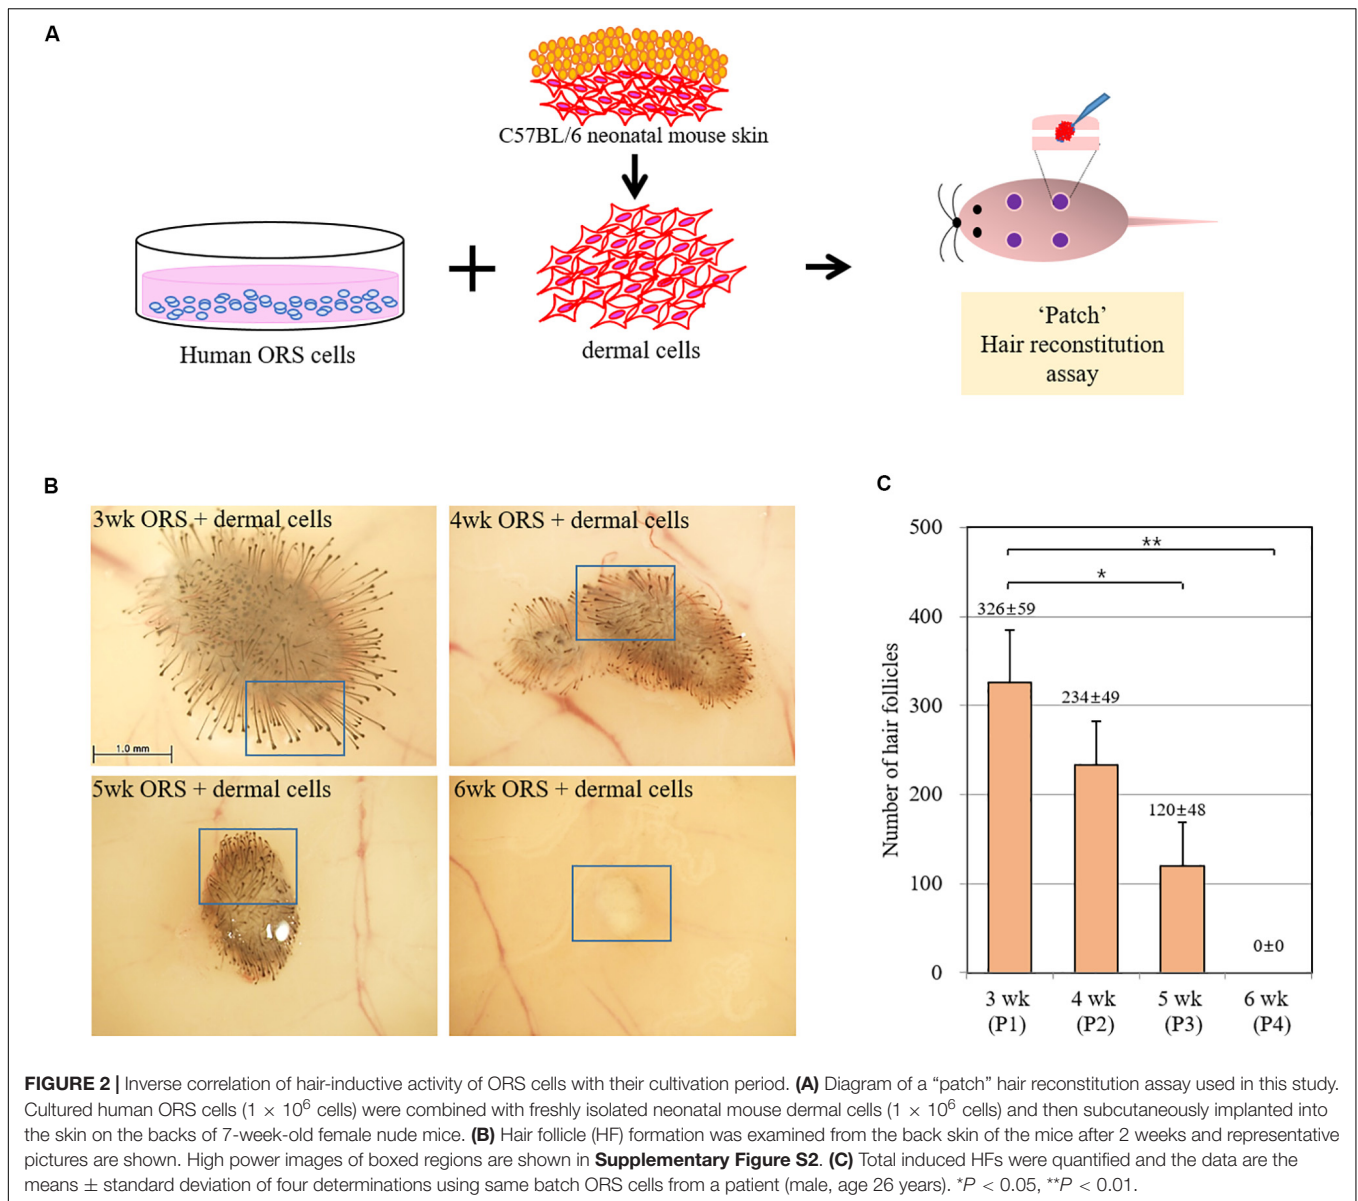 A
C57BL/6 neonatal mouse skin
Human ORS cells
dermal cells
'Patch'
Hair reconstitution
assay
B
3wk ORS + dermal cells
4wk ORS + dermal cells
1.0 mm
5wk ORS + dermal cells
6wk ORS + dermal cells
C
Number of hair follicles
500
400
300
200
100
0
**
*
326±59
234±49
120±48
0±0
3 wk
(P1)
4 wk
(P2)
5 wk
(P3)
6 wk
(P4)
FIGURE 2 | Inverse correlation of hair-inductive activity of ORS cells with their cultivation period. (A) Diagram of a "patch" hair reconstitution assay used in this study.
Cultured human ORS cells (1 × 10⁶ cells) were combined with freshly isolated neonatal mouse dermal cells (1 × 10⁶ cells) and then subcutaneously implanted into
the skin on the backs of 7-week-old female nude mice. (B) Hair follicle (HF) formation was examined from the back skin of the mice after 2 weeks and representative
pictures are shown. High power images of boxed regions are shown in Supplementary Figure S2. (C) Total induced HFs were quantified and the data are the
means ± standard deviation of four determinations using same batch ORS cells from a patient (male, age 26 years). *P < 0.05, **P < 0.01.